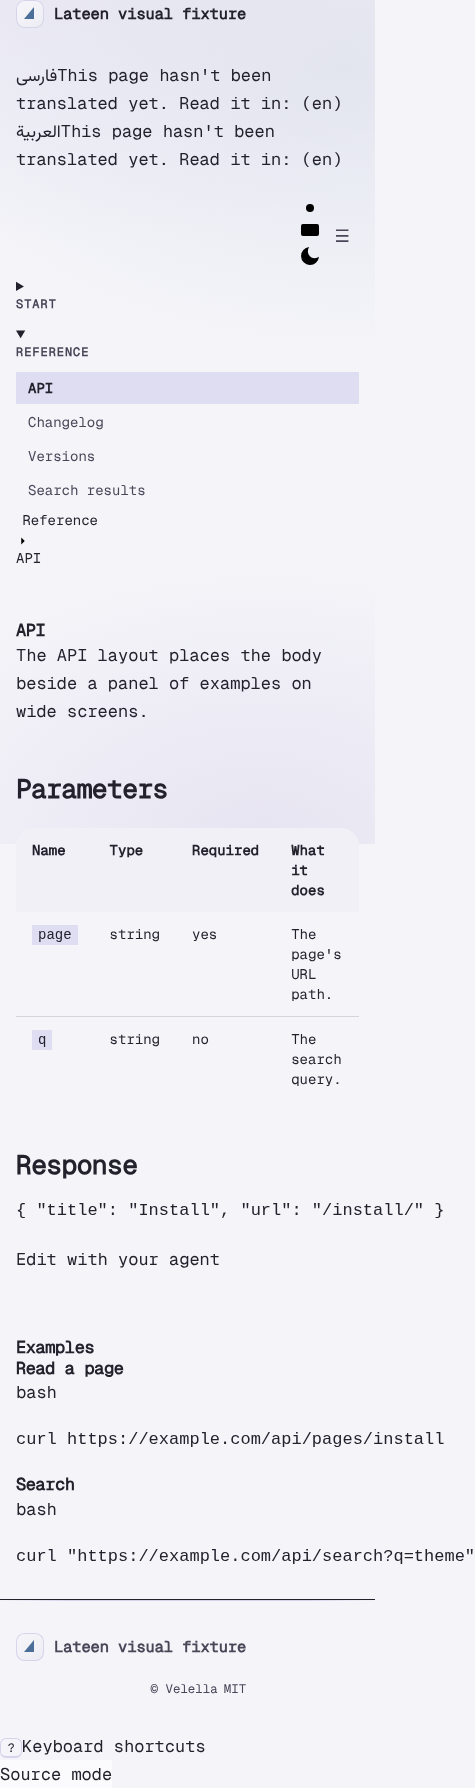 Lateen visual fixture
فارسیThis page hasn't been
translated yet. Read it in: (en)
العربيةThis page hasn't been
translated yet. Read it in: (en)
START
REFERENCE
API
Changelog
Versions
Search results
Reference
API
API
The API layout places the body
beside a panel of examples on
wide screens.
Parameters
Name Type Required What
it
does
page string yes The
page's
URL
path.
q string no The
search
query.
Response
{ "title": "Install", "url": "/install/" }
Edit with your agent
Examples
Read a page
bash
curl https://example.com/api/pages/install
Search
bash
curl "https://example.com/api/search?q=theme"
Lateen visual fixture
© Velella MIT
?Keyboard shortcuts
Source mode